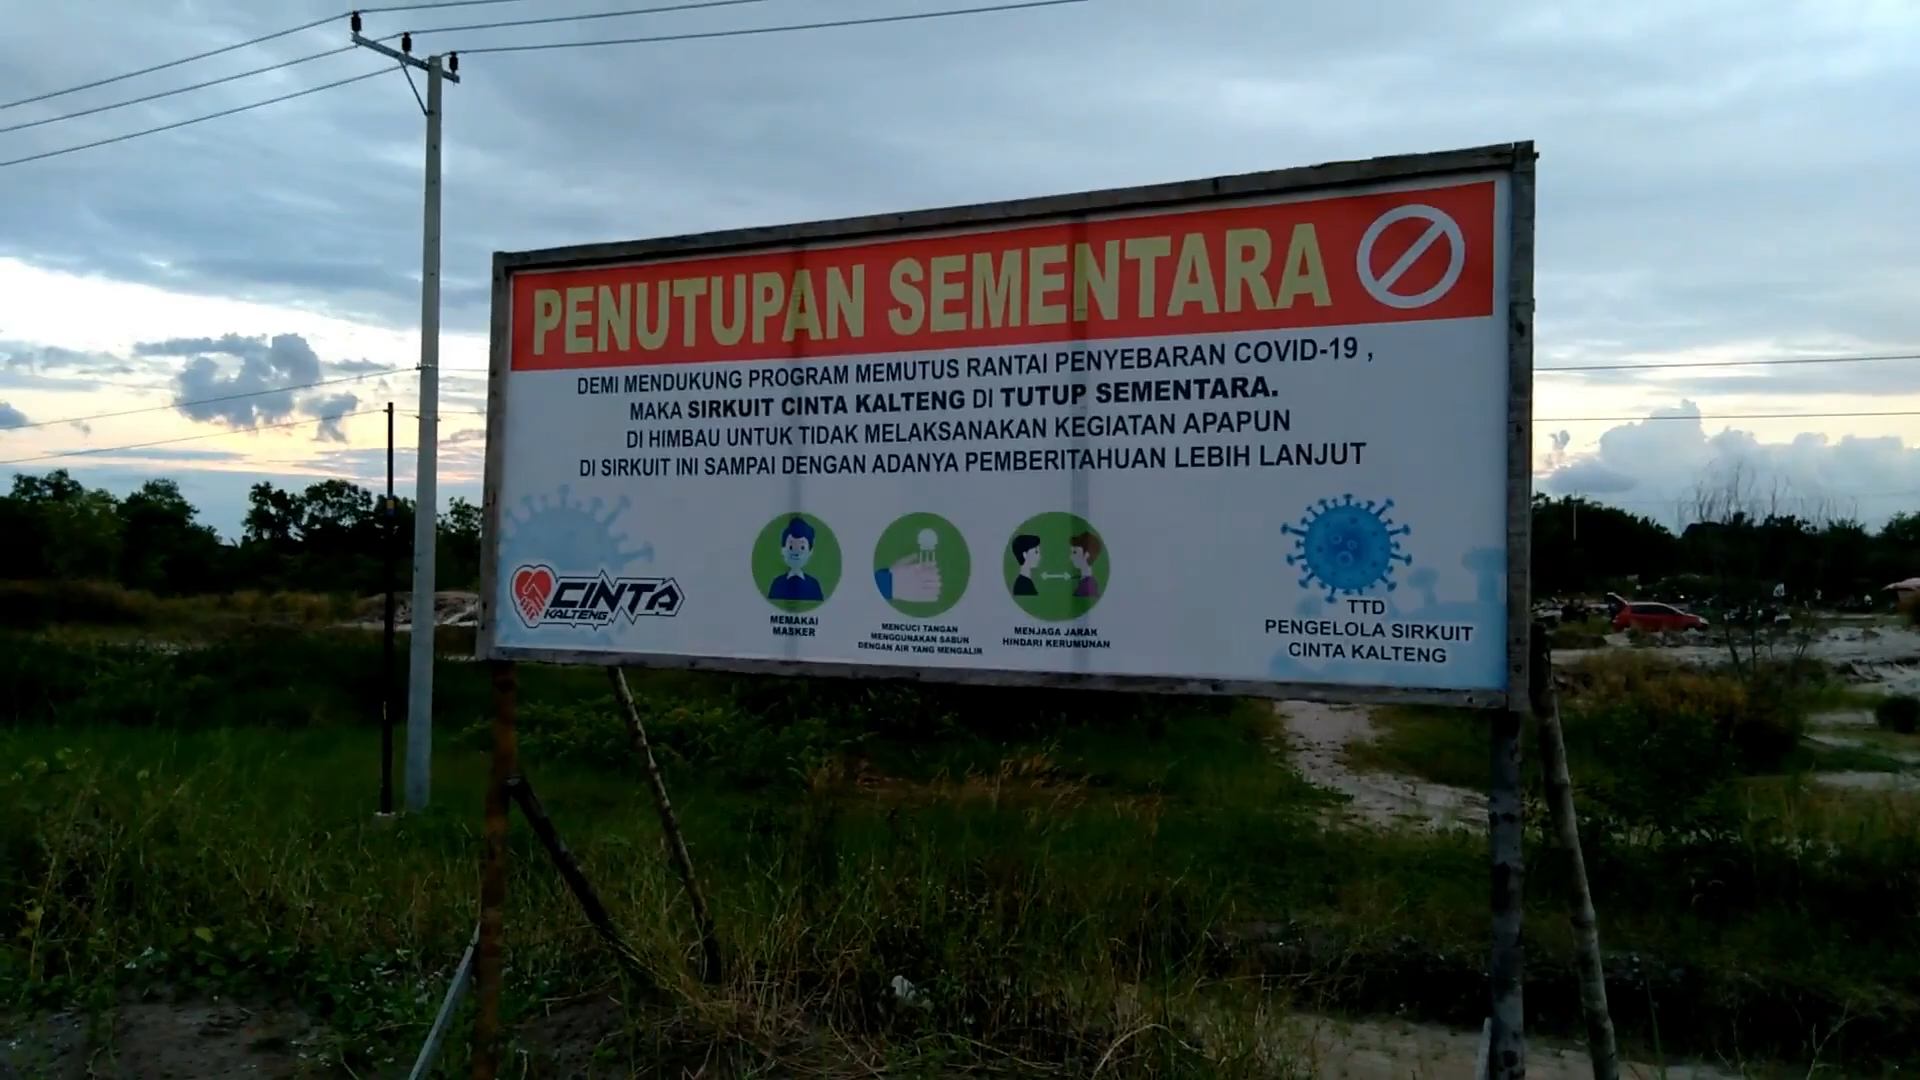 PENUTUPAN SEMENTARA
DEMI MENDUKUNG PROGRAM MEMUTUS RANTAI PENYEBARAN COVID-19 ,
MAKA SIRKUIT CINTA KALTENG DI TUTUP SEMENTARA.
DI HIMBAU UNTUK TIDAK MELAKSANAKAN KEGIATAN APAPUN
DI SIRKUIT INI SAMPAI DENGAN ADANYA PEMBERITAHUAN LEBIH LANJUT
CINTA
KALTENG
MEMAKAI
MASKER
MENCUCI TANGAN
MENGGUNAKAN SABUN
DENGAN AIR YANG MENGALIR
MENJAGA JARAK
HINDARI KERUMUNAN
TTD
PENGELOLA SIRKUIT
CINTA KALTENG